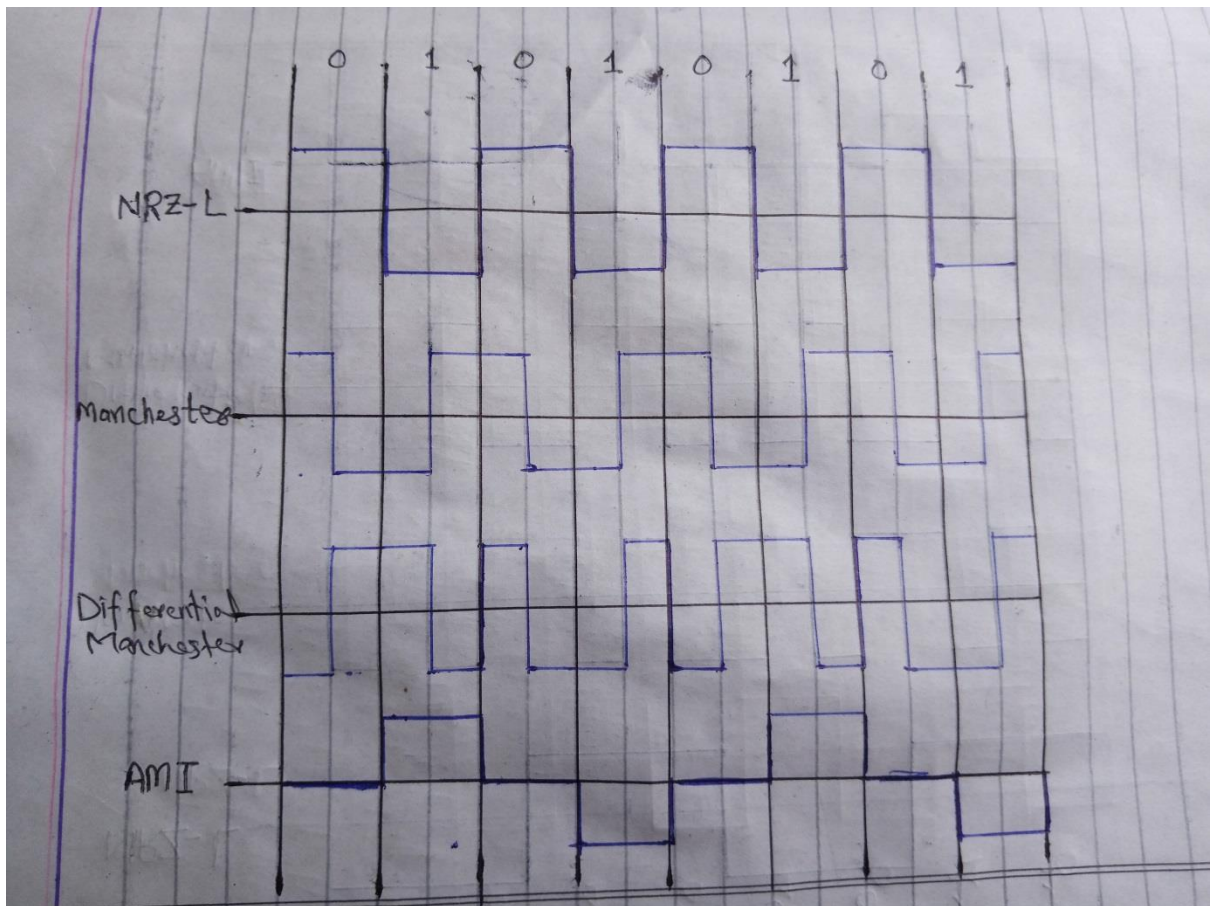 0 1 0 1 0 1 0 1
NRZ-L
Manchester
Differential
Manchester
AMI